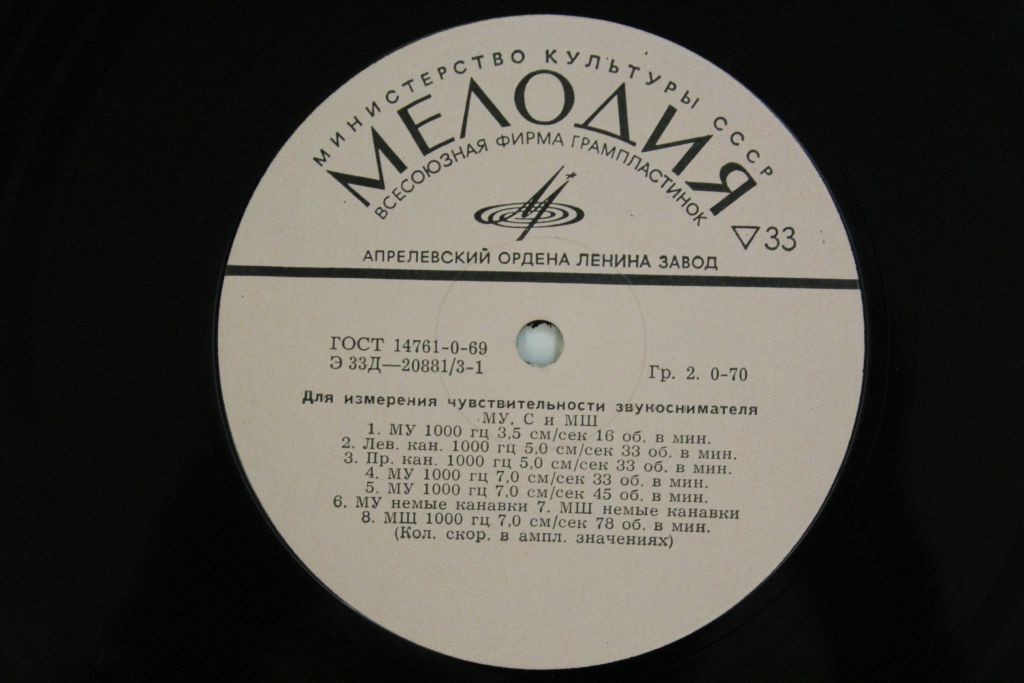 МИНИСТЕРСТВО КУЛЬТУРЫ СССР
МЕЛОДИЯ
ВСЕСОЮЗНАЯ ФИРМА ГРАМПЛАСТИНОК
▽33
АПРЕЛЕВСКИЙ ОРДЕНА ЛЕНИНА ЗАВОД
ГОСТ 14761-0-69
Э 33Д—20881/3-1
Гр. 2. 0-70
Для измерения чувствительности звукоснимателя
МУ, С и МШ
1. МУ 1000 гц 3,5 см/сек 16 об. в мин.
2. Лев. кан. 1000 гц 5,0 см/сек 33 об. в мин.
3. Пр. кан. 1000 гц 5,0 см/сек 33 об. в мин.
4. МУ 1000 гц 7,0 см/сек 33 об. в мин.
5. МУ 1000 гц 7,0 см/сек 45 об. в мин.
6. МУ немые канавки 7. МШ немые канавки
8. МШ 1000 гц 7,0 см/сек 78 об. в мин.
(Кол. скор. в ампл. значениях)